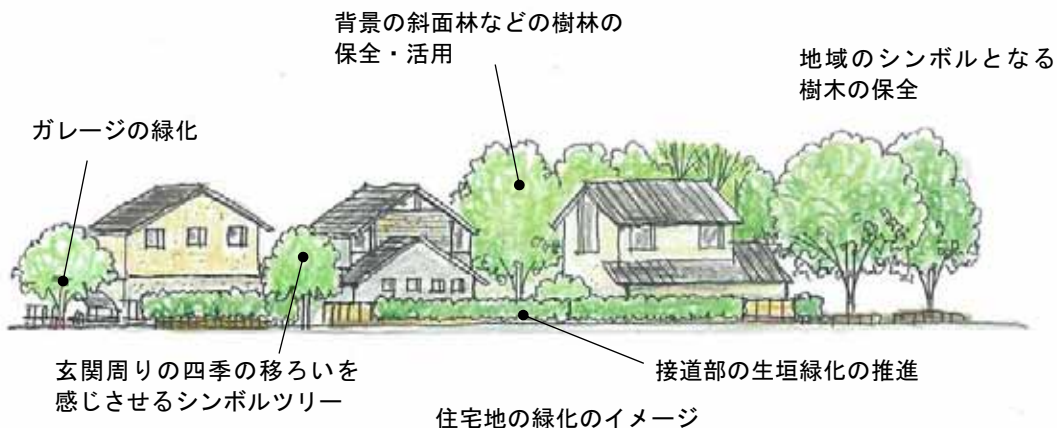 背景の斜面林などの樹林の
保全・活用
地域のシンボルとなる
樹木の保全
ガレージの緑化
玄関周りの四季の移ろいを
感じさせるシンボルツリー
接道部の生垣緑化の推進
住宅地の緑化のイメージ